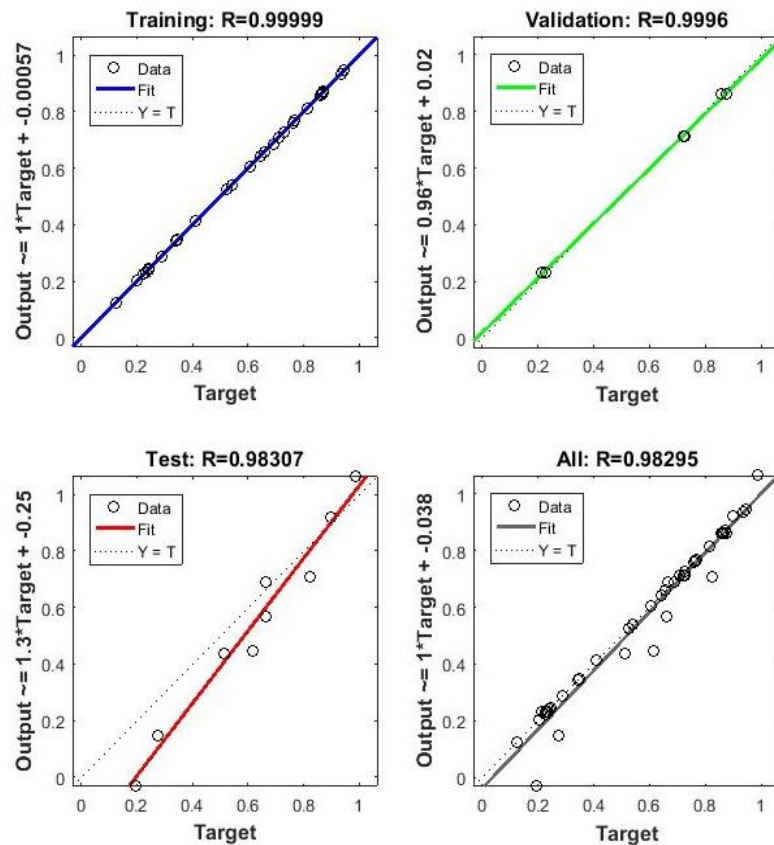 Training: R=0.99999
Output ~= 1*Target + -0.00057
1
0.8
0.6
0.4
0.2
0
Data
Fit
Y = T
0 0.2 0.4 0.6 0.8 1
Target
Validation: R=0.9996
Output ~= 0.96*Target + 0.02
1
0.8
0.6
0.4
0.2
0
Data
Fit
Y = T
0 0.2 0.4 0.6 0.8 1
Target
Test: R=0.98307
Output ~= 1.3*Target + -0.25
1
0.8
0.6
0.4
0.2
0
Data
Fit
Y = T
0 0.2 0.4 0.6 0.8 1
Target
All: R=0.98295
Output ~= 1*Target + -0.038
1
0.8
0.6
0.4
0.2
0
Data
Fit
Y = T
0 0.2 0.4 0.6 0.8 1
Target